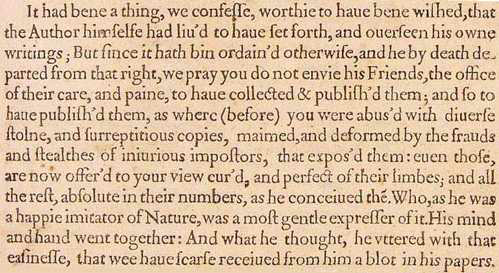 It had bene a thing, we confeſſe, worthie to haue bene wiſhed, that
the Author himſelfe had liu'd to haue ſet forth, and ouerſeen his owne
writings; But ſince it hath bin ordain'd otherwiſe, and he by death de-
parted from that right, we pray you do not envie his Friends, the office
of their care, and paine, to haue collected & publiſh'd them; and ſo to
haue publiſh'd them, as where (before) you were abus'd with diuerſe
ſtolne, and ſurreptitious copies, maimed, and deformed by the frauds
and ſtealthes of iniurious impoſtors, that expos'd them: euen thoſe,
are now offer'd to your view cur'd, and perfect of their limbes; and all
the reſt, abſolute in their numbers, as he conceiued thē. Who, as he was
a happie imitator of Nature, was a moſt gentle expreſſer of it. His mind
and hand went together: And what he thought, he vttered with that
eaſineſſe, that wee haue ſcarſe receiued from him a blot in his papers.